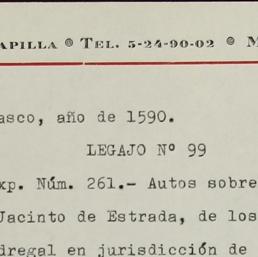 APILLA ® TEL. 5-24-90-02 ® M
asco, año de 1590.
LEGAJO Nº 99
xp. Núm. 261.- Autos sobre
Jacinto de Estrada, de los
dregal en jurisdicción de